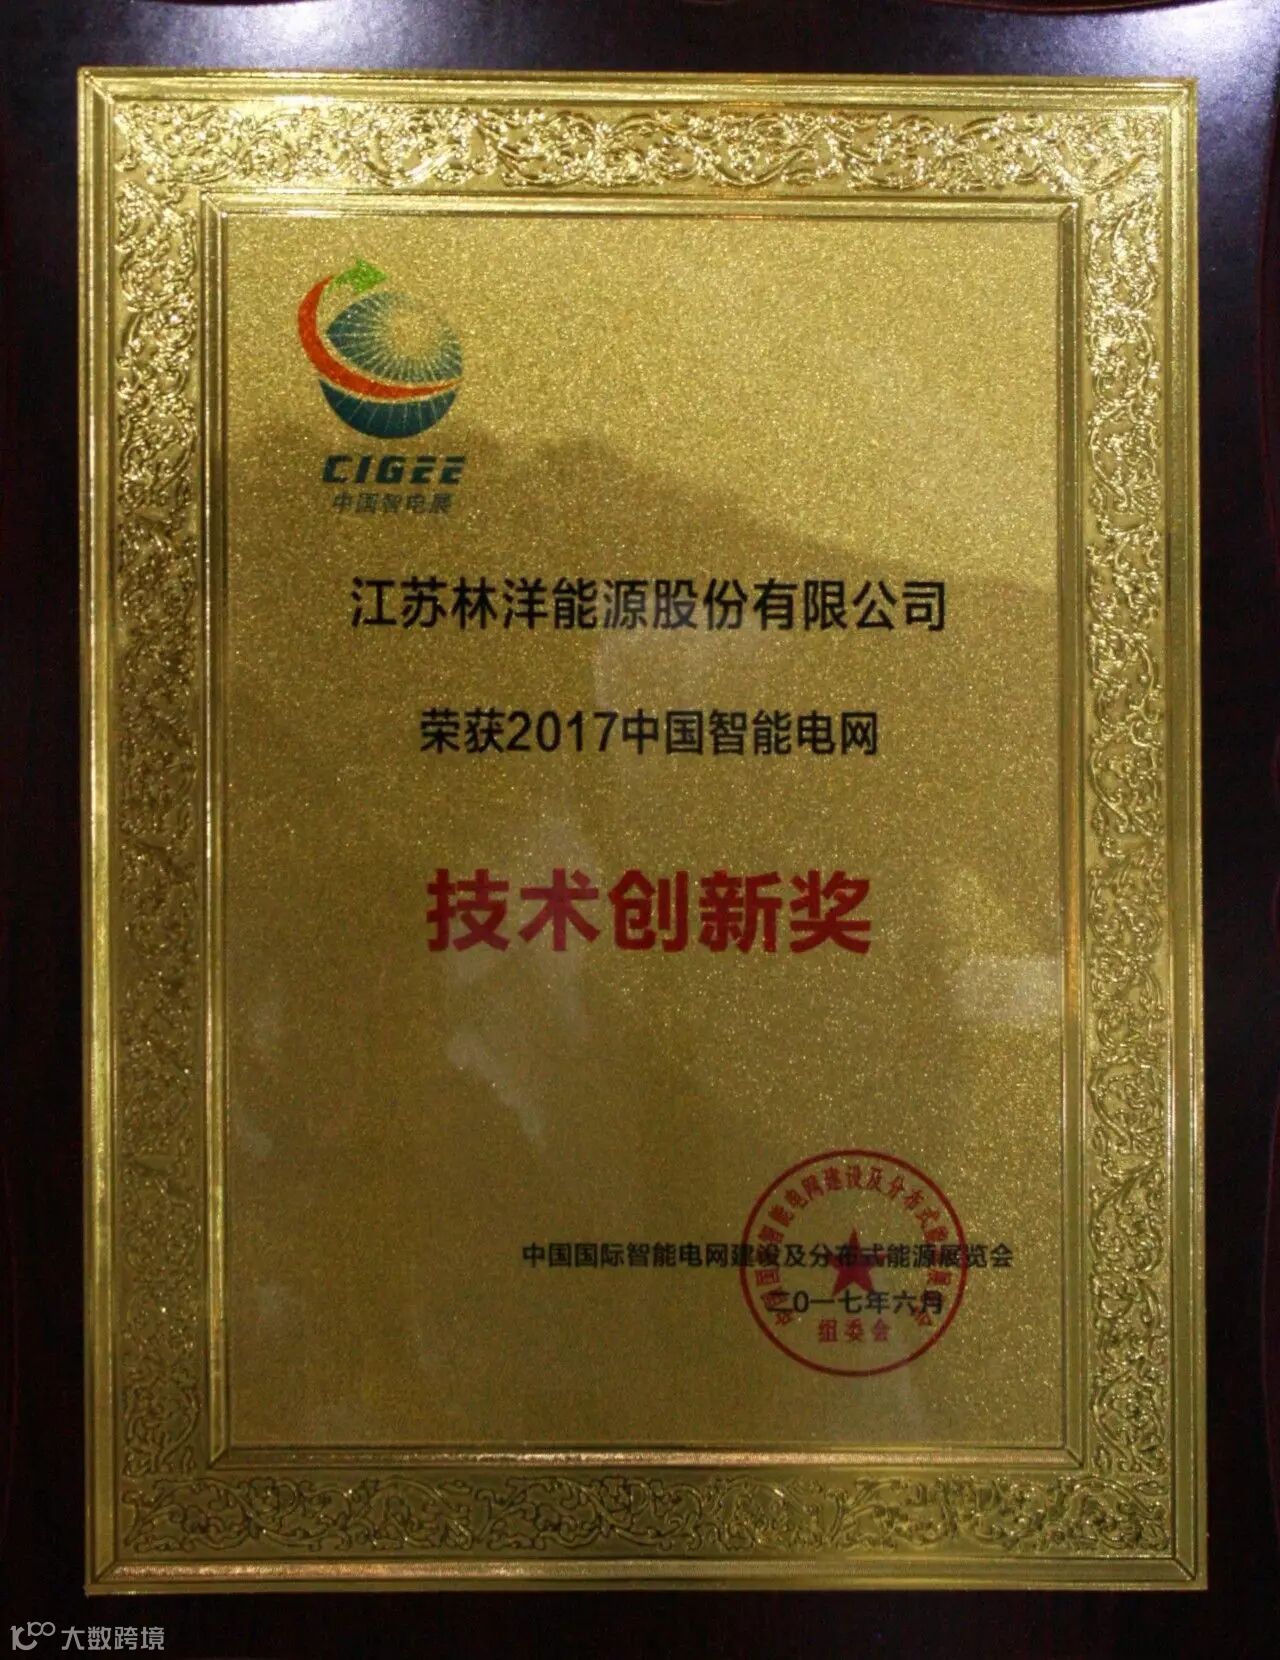 CIGEE
中国智电展
江苏林洋能源股份有限公司
荣获2017中国智能电网
技术创新奖
中国国际智能电网建设及分布式能源展览会
二0一七年六月
组委会
大数跨境